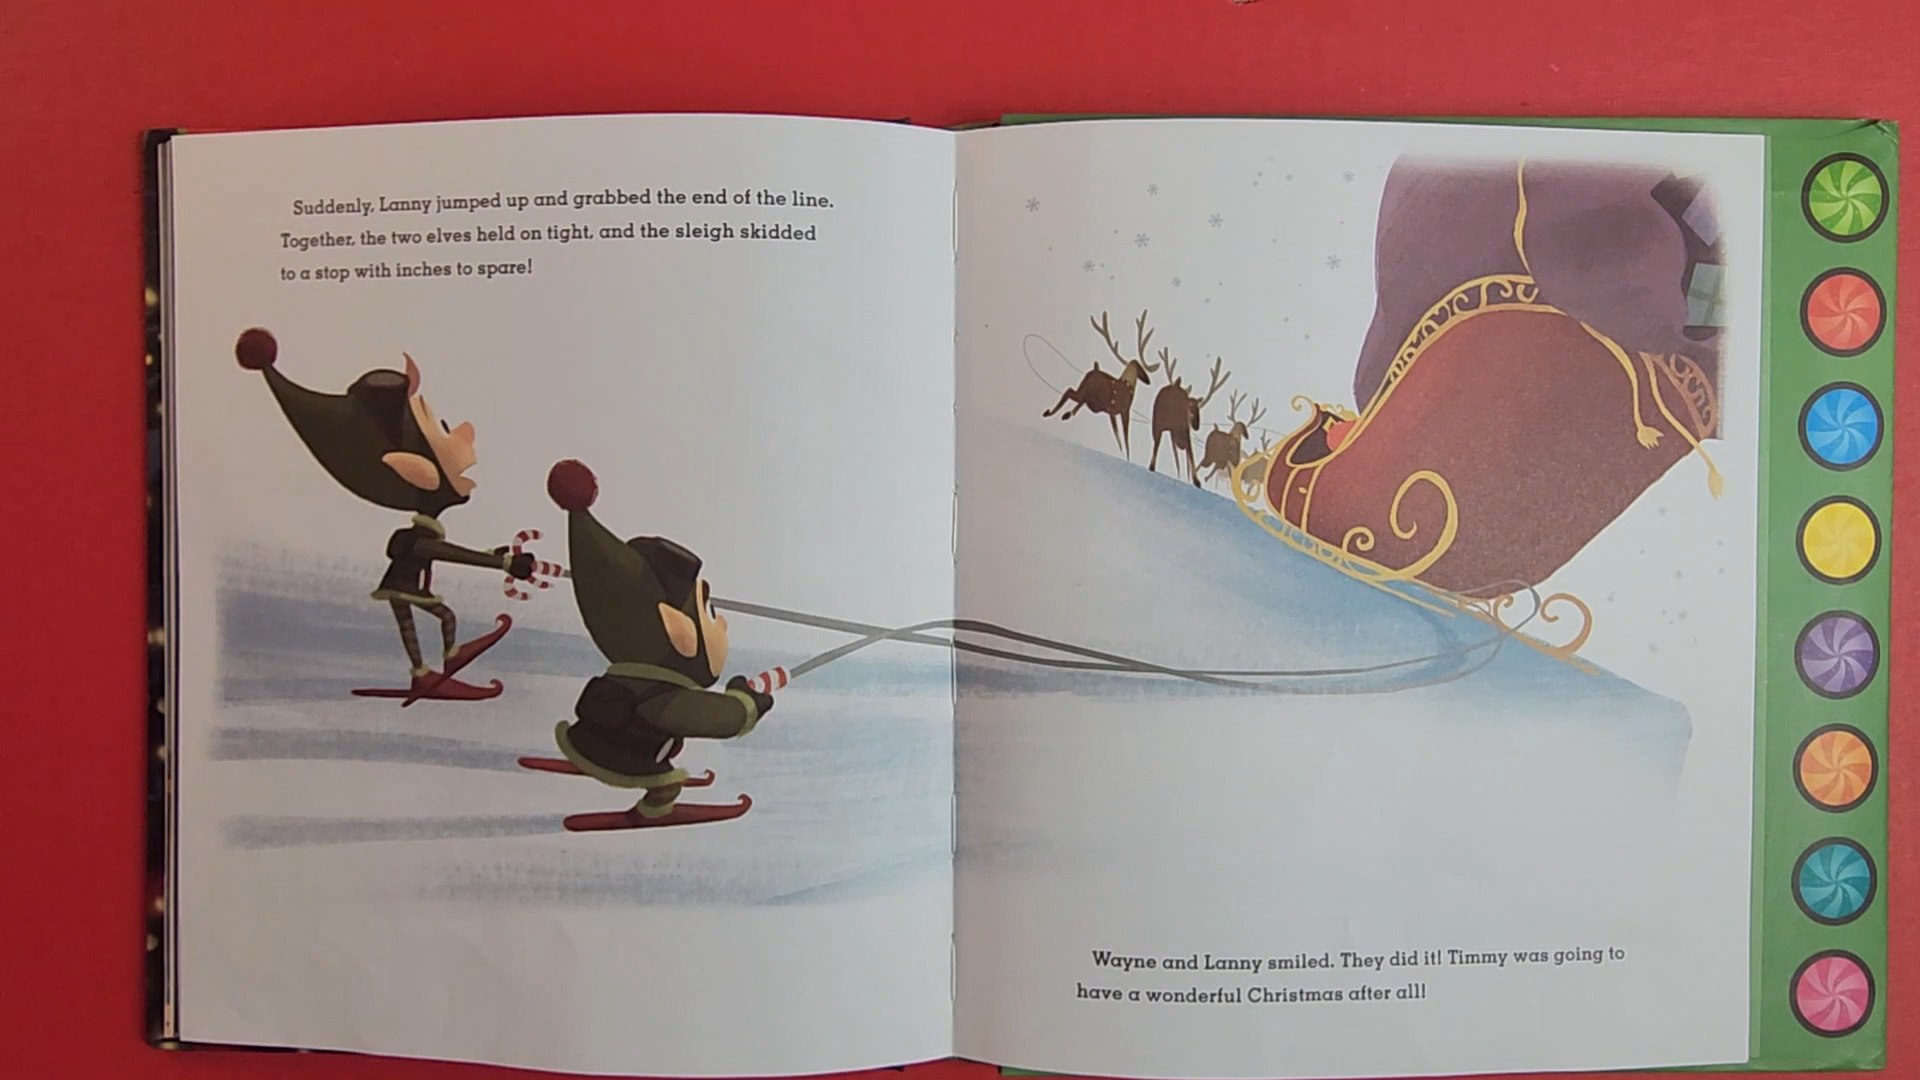 Suddenly, Lanny jumped up and grabbed the end of the line.
Together, the two elves held on tight, and the sleigh skidded
to a stop with inches to spare!
Wayne and Lanny smiled. They did it! Timmy was going to
have a wonderful Christmas after all!